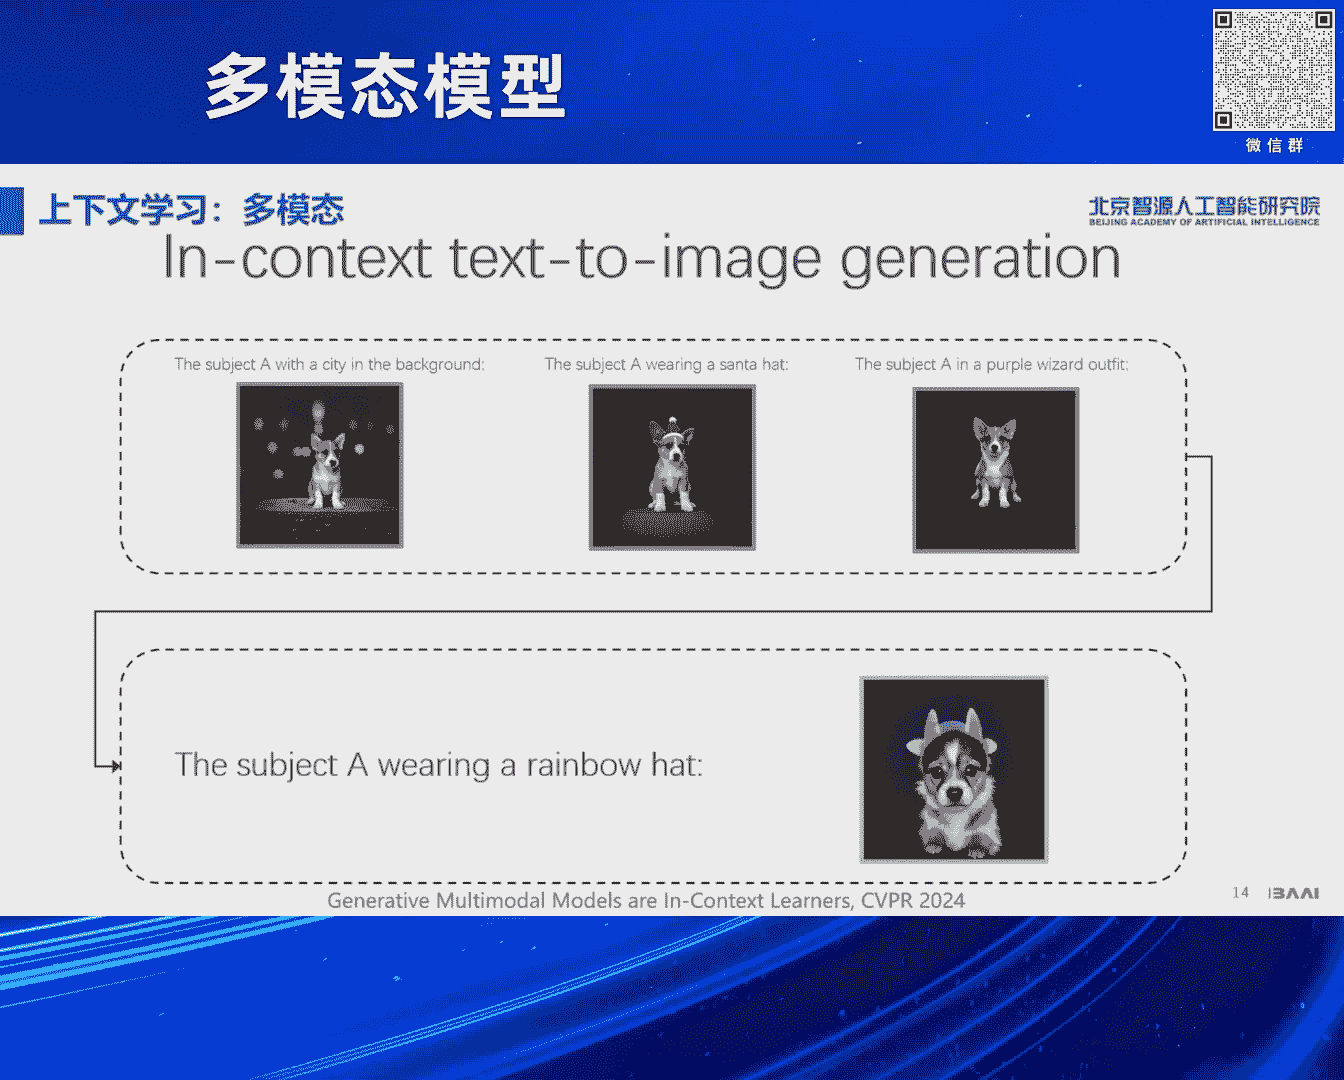 多模态模型
微信群
上下文学习：多模态
北京智源人工智能研究院
BEIJING ACADEMY OF ARTIFICIAL INTELLIGENCE
In-context text-to-image generation
The subject A with a city in the background:
The subject A wearing a santa hat:
The subject A in a purple wizard outfit:
The subject A wearing a rainbow hat:
Generative Multimodal Models are In-Context Learners, CVPR 2024
14
BAAI